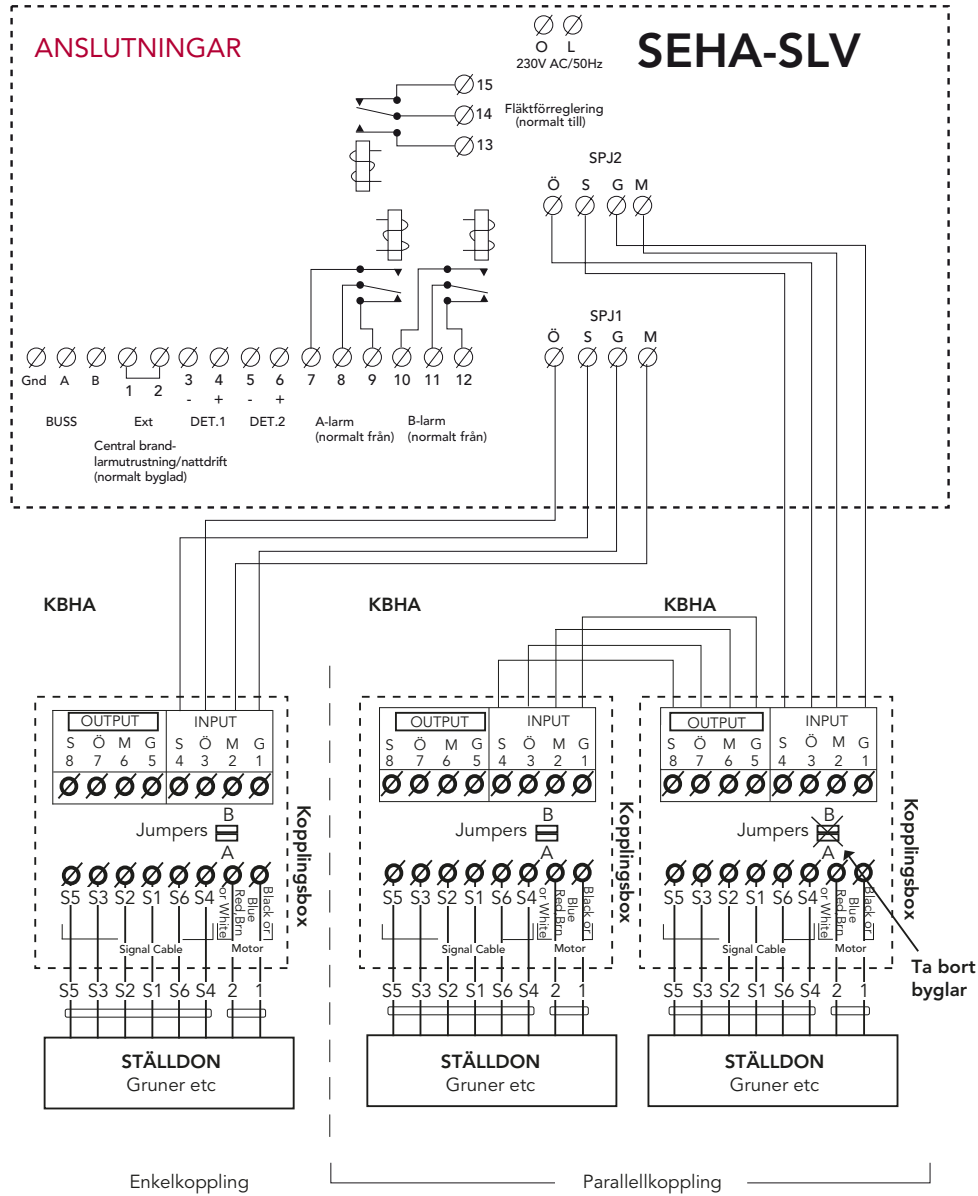 ANSLUTNINGAR
O L
230V AC/50Hz
SEHA-SLV
15
14 Fläktförregling
(normalt till)
13
SPJ2
Ö S G M
SPJ1
Ö S G M
Gnd A B 1 2 3 4 5 6 7 8 9 10 11 12
- + - +
BUSS Ext DET.1 DET.2 A-larm
(normalt från)
B-larm
(normalt från)
Central brand-
larmutrustning/nattdrift
(normalt byglad)
KBHA KBHA KBHA
OUTPUT INPUT
S Ö M G S Ö M G
8 7 6 5 4 3 2 1
B
Jumpers
A
Kopplingsbox
S5 S3 S2 S1 S6 S4
Red,Brn
or White
Black or
Blue
Signal Cable Motor
S5 S3 S2 S1 S6 S4 2 1
STÄLLDON
Gruner etc
OUTPUT INPUT
S Ö M G S Ö M G
8 7 6 5 4 3 2 1
B
Jumpers
A
Kopplingsbox
S5 S3 S2 S1 S6 S4
Red,Brn
or White
Black or
Blue
Signal Cable Motor
S5 S3 S2 S1 S6 S4 2 1
STÄLLDON
Gruner etc
OUTPUT INPUT
S Ö M G S Ö M G
8 7 6 5 4 3 2 1
B
Jumpers
A
Kopplingsbox
S5 S3 S2 S1 S6 S4
Red,Brn
or White
Black or
Blue
Signal Cable Motor
S5 S3 S2 S1 S6 S4 2 1
STÄLLDON
Gruner etc
Ta bort
byglar
Enkelkoppling Parallellkoppling